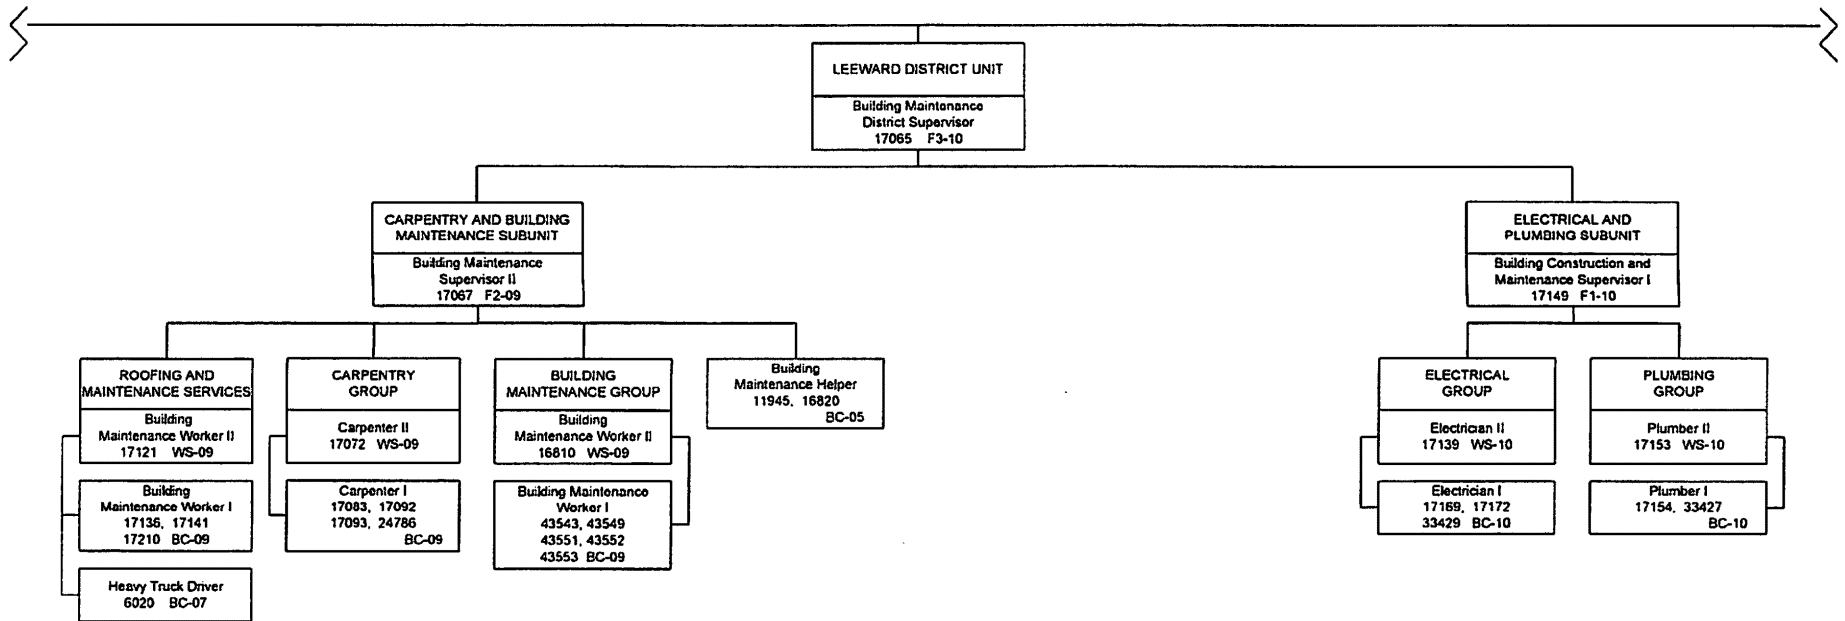 LEEWARD DISTRICT UNIT
Building Maintenance
District Supervisor
17065 F3-10
CARPENTRY AND BUILDING
MAINTENANCE SUBUNIT
Building Maintenance
Supervisor II
17067 F2-09
ELECTRICAL AND
PLUMBING SUBUNIT
Building Construction and
Maintenance Supervisor I
17149 F1-10
ROOFING AND
MAINTENANCE SERVICES
Building
Maintenance Worker II
17121 WS-09
Building
Maintenance Worker I
17136, 17141
17210 BC-09
Heavy Truck Driver
6020 BC-07
CARPENTRY
GROUP
Carpenter II
17072 WS-09
Carpenter I
17083, 17092
17093, 24786
BC-09
BUILDING
MAINTENANCE GROUP
Building
Maintenance Worker II
16810 WS-09
Building Maintenance
Worker I
43543, 43549
43551, 43552
43553 BC-09
Building
Maintenance Helper
11945, 16820
BC-05
ELECTRICAL
GROUP
Electrician II
17139 WS-10
Electrician I
17169, 17172
33429 BC-10
PLUMBING
GROUP
Plumber II
17153 WS-10
Plumber I
17154, 33427
BC-10